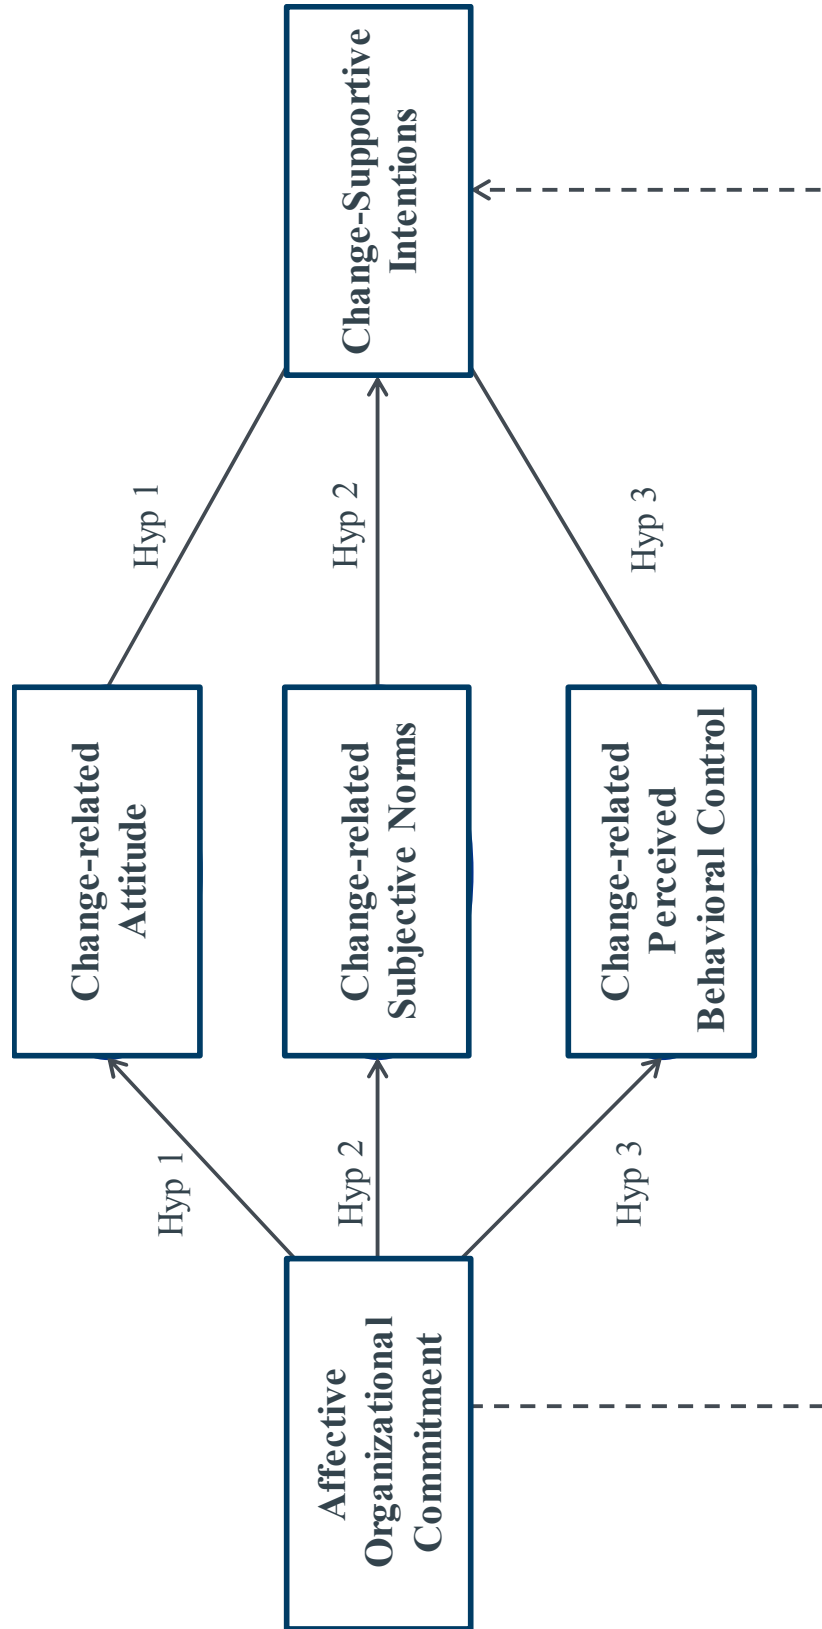 Affective
Organizational
Commitment
Hyp 1
Hyp 2
Hyp 3
Change-related
Attitude
Change-related
Subjective Norms
Change-related
Perceived
Behavioral Control
Hyp 1
Hyp 2
Hyp 3
Change-Supportive
Intentions